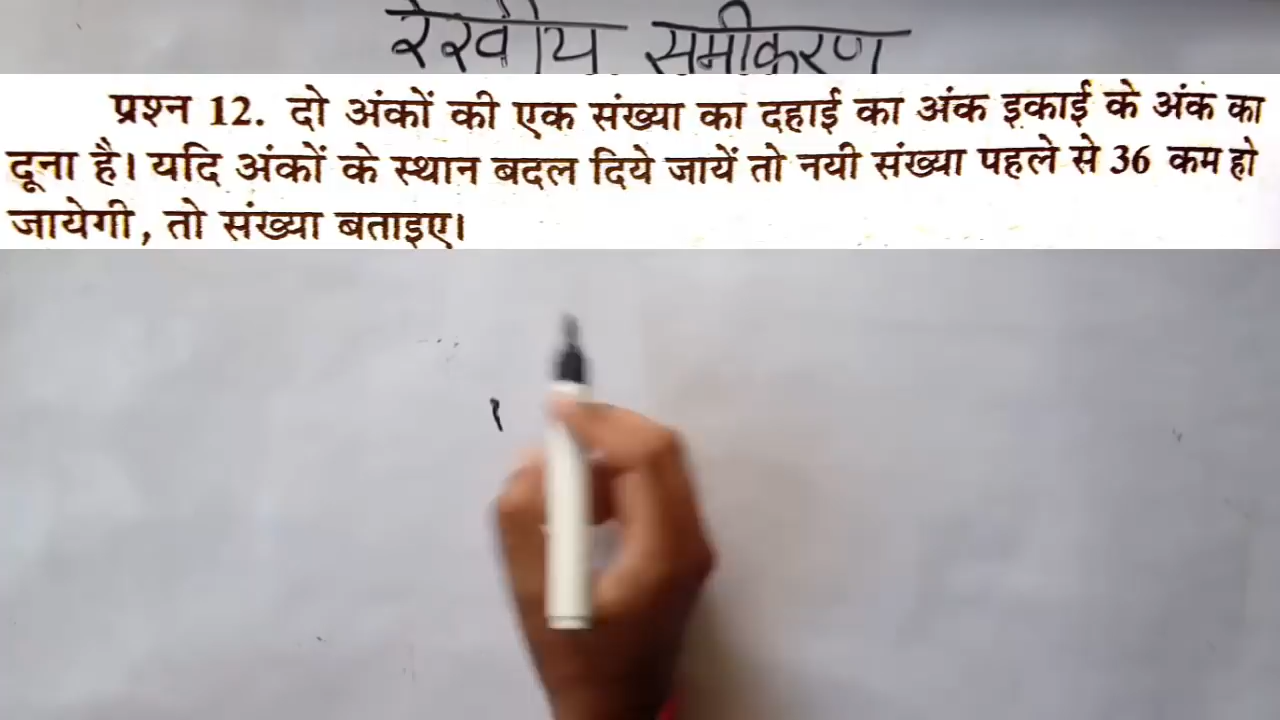 रेखीय समीकरण
प्रश्न 12. दो अंकों की एक संख्या का दहाई का अंक इकाई के अंक का
दूना है। यदि अंकों के स्थान बदल दिये जायें तो नयी संख्या पहले से 36 कम हो
जायेगी, तो संख्या बताइए।